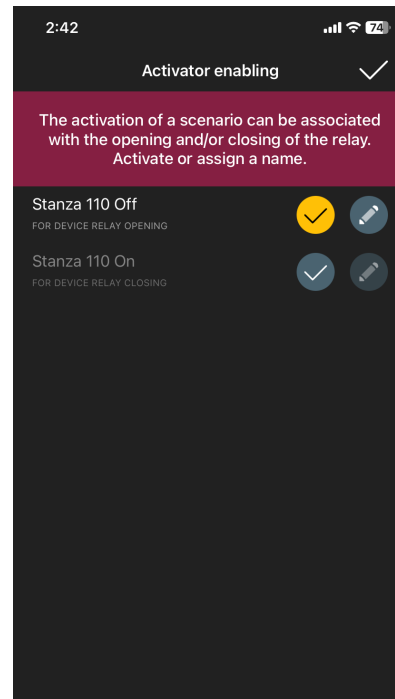 2:42
74
Activator enabling
The activation of a scenario can be associated
with the opening and/or closing of the relay.
Activate or assign a name.
Stanza 110 Off
FOR DEVICE RELAY OPENING
Stanza 110 On
FOR DEVICE RELAY CLOSING